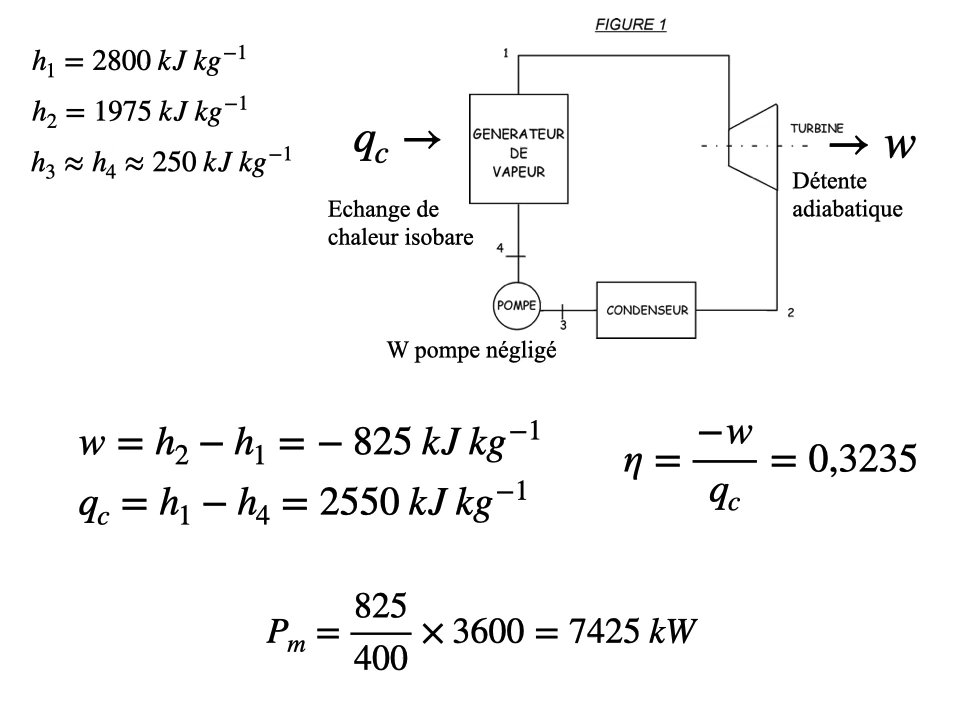 FIGURE 1
h₁ = 2800 kJ kg⁻¹
h₂ = 1975 kJ kg⁻¹
h₃ ≈ h₄ ≈ 250 kJ kg⁻¹
1
q_c →
GENERATEUR
DE
VAPEUR
TURBINE
→ w
Détente
adiabatique
Echange de
chaleur isobare
4
POMPE
3
CONDENSEUR
2
W pompe négligé
w = h₂ − h₁ = − 825 kJ kg⁻¹
q_c = h₁ − h₄ = 2550 kJ kg⁻¹
η = −w / q_c = 0,3235
P_m = 825 / 400 × 3600 = 7425 kW